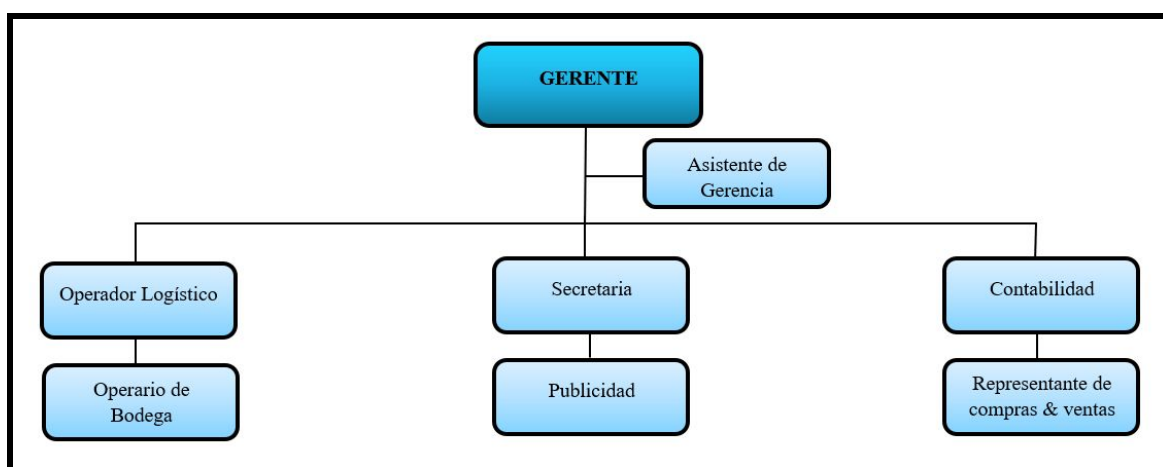 GERENTE
Asistente de
Gerencia
Operador Logístico
Secretaria
Contabilidad
Operario de
Bodega
Publicidad
Representante de
compras & ventas